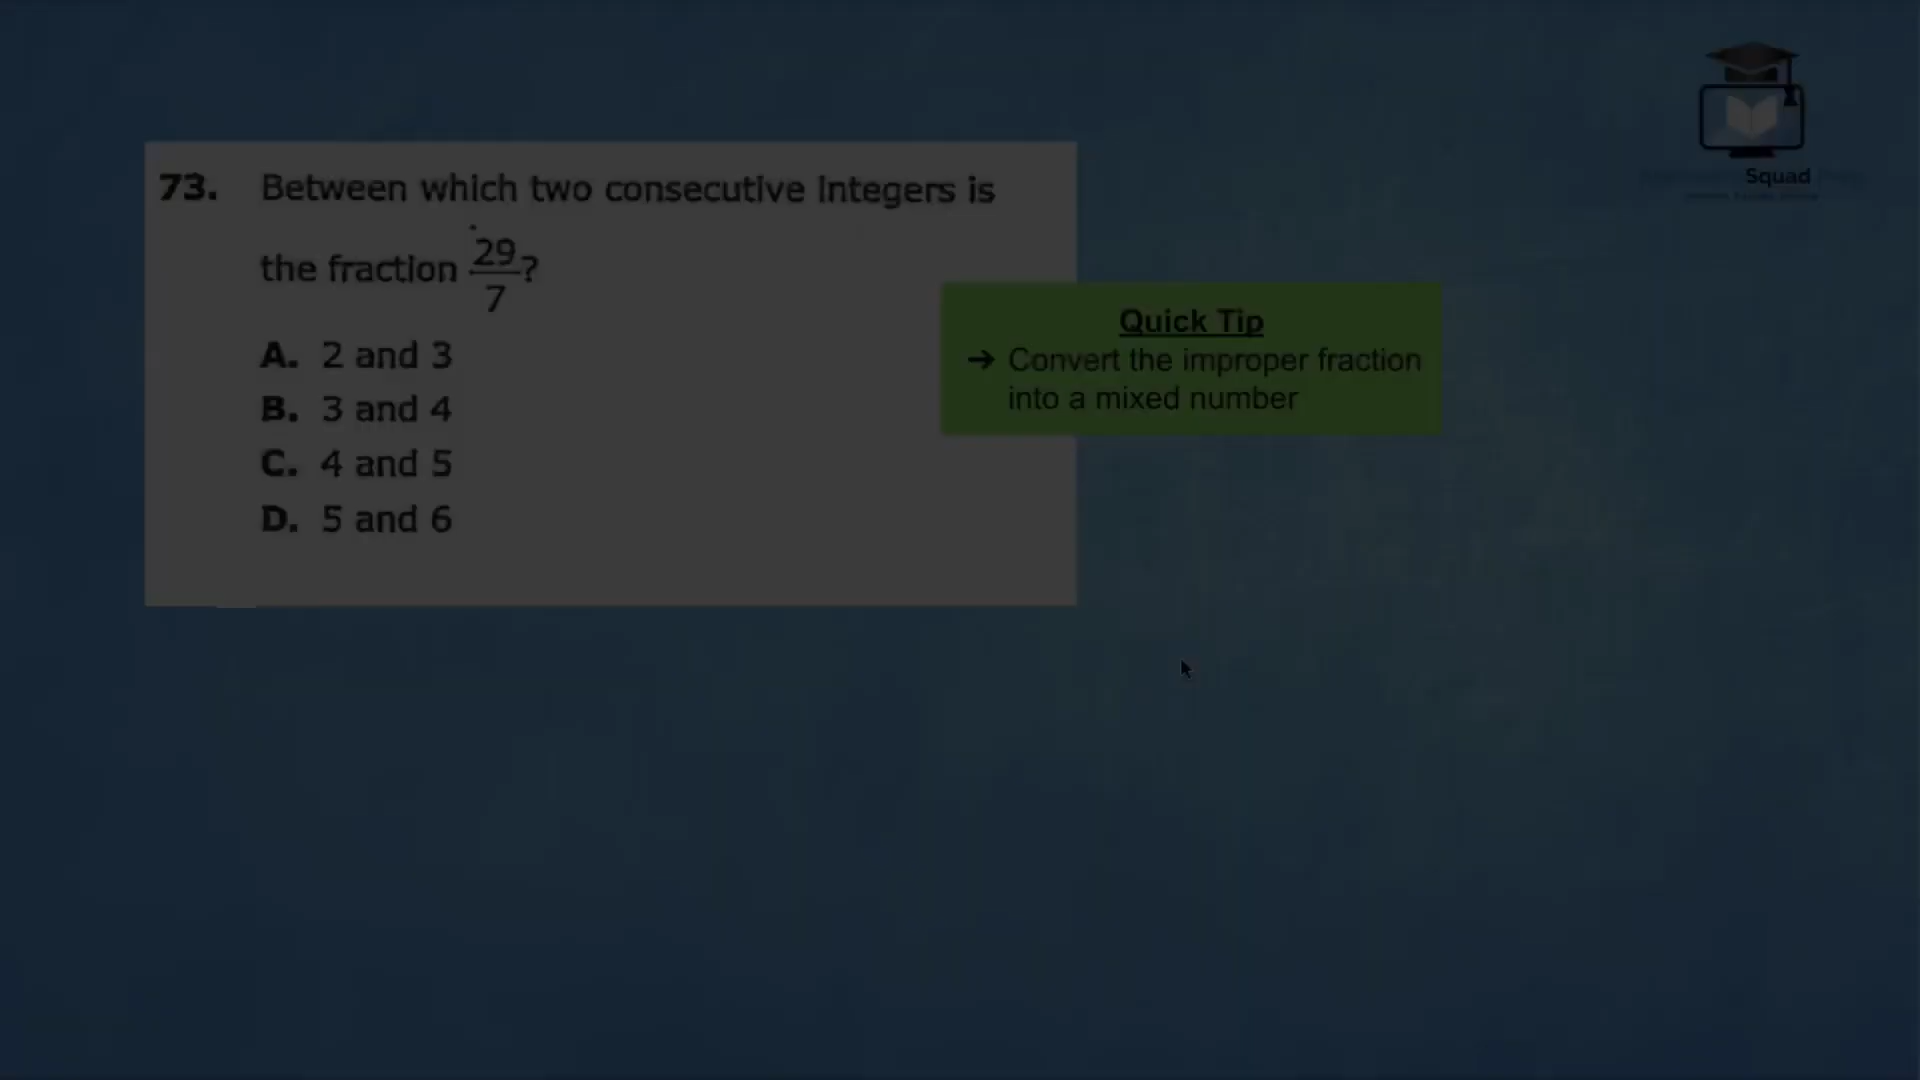 Squad
73. Between which two consecutive integers is
the fraction 29/7?
A. 2 and 3
B. 3 and 4
C. 4 and 5
D. 5 and 6
Quick Tip
➔ Convert the improper fraction
into a mixed number